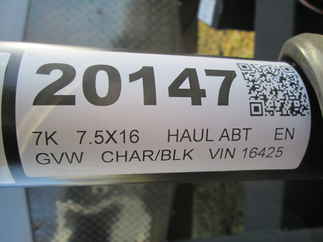 20147
7K 7.5X16 HAUL ABT EN
GVW CHAR/BLK VIN 16425